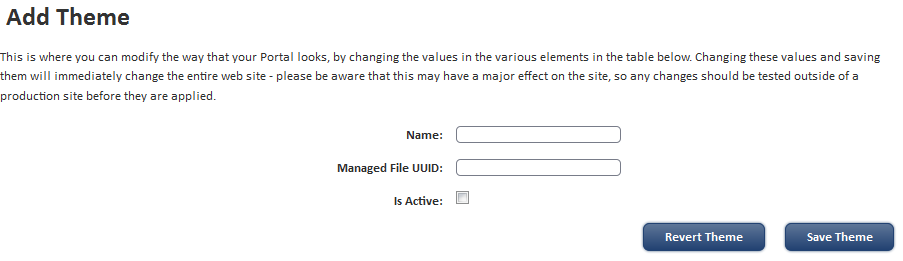 Add Theme
This is where you can modify the way that your Portal looks, by changing the values in the various elements in the table below. Changing these values and saving
them will immediately change the entire web site - please be aware that this may have a major effect on the site, so any changes should be tested outside of a
production site before they are applied.
Name:
Managed File UUID:
Is Active:
Revert Theme Save Theme